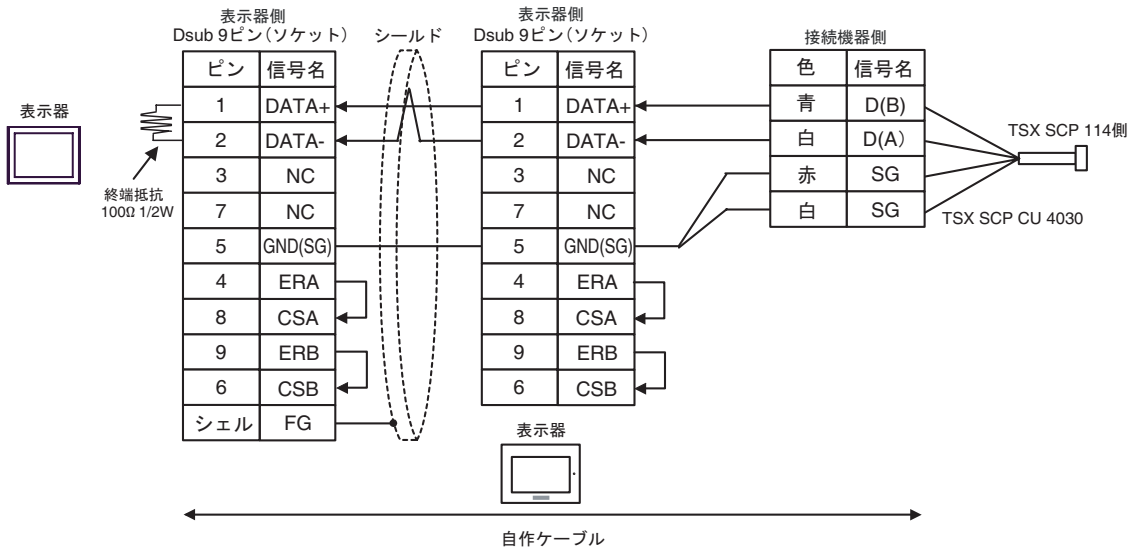 表示器
終端抵抗
100Ω 1/2W
表示器側
Dsub 9ピン(ソケット)
ピン 信号名
1 DATA+
2 DATA-
3 NC
7 NC
5 GND(SG)
4 ERA
8 CSA
9 ERB
6 CSB
シェル FG
シールド
表示器側
Dsub 9ピン(ソケット)
ピン 信号名
1 DATA+
2 DATA-
3 NC
7 NC
5 GND(SG)
4 ERA
8 CSA
9 ERB
6 CSB
表示器
接続機器側
色 信号名
青 D(B)
白 D(A)
赤 SG
白 SG
TSX SCP 114側
TSX SCP CU 4030
自作ケーブル